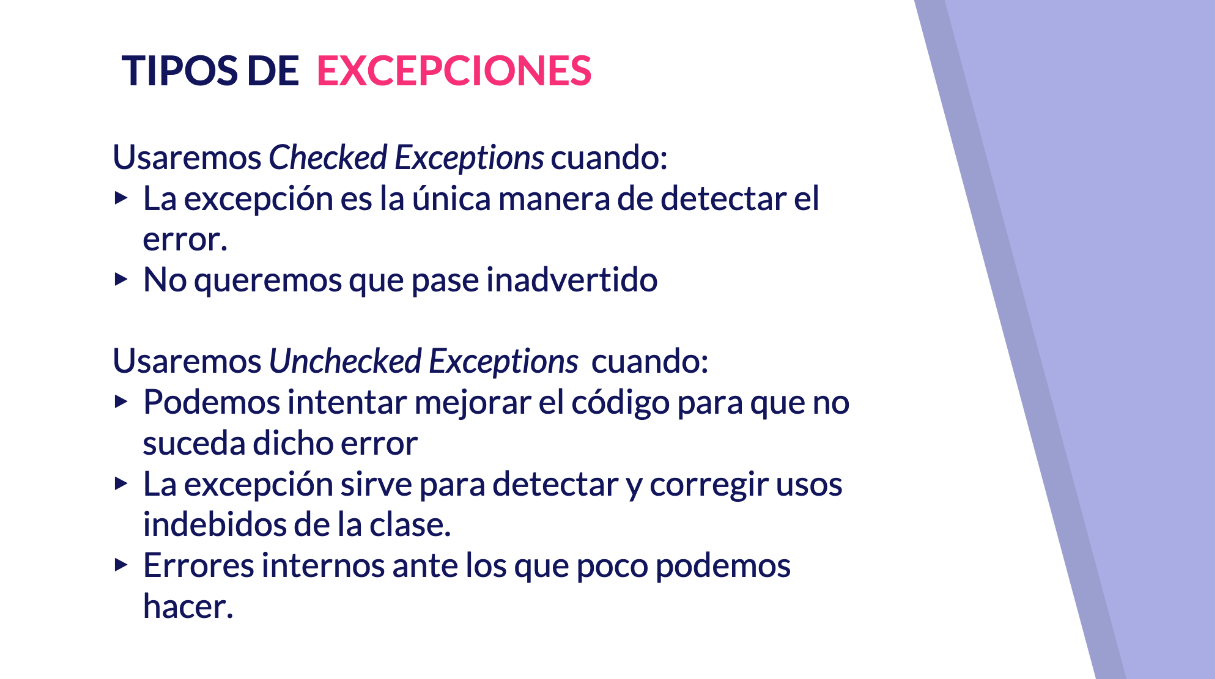 TIPOS DE EXCEPCIONES
Usaremos Checked Exceptions cuando:
▸ La excepción es la única manera de detectar el
error.
▸ No queremos que pase inadvertido
Usaremos Unchecked Exceptions cuando:
▸ Podemos intentar mejorar el código para que no
suceda dicho error
▸ La excepción sirve para detectar y corregir usos
indebidos de la clase.
▸ Errores internos ante los que poco podemos
hacer.